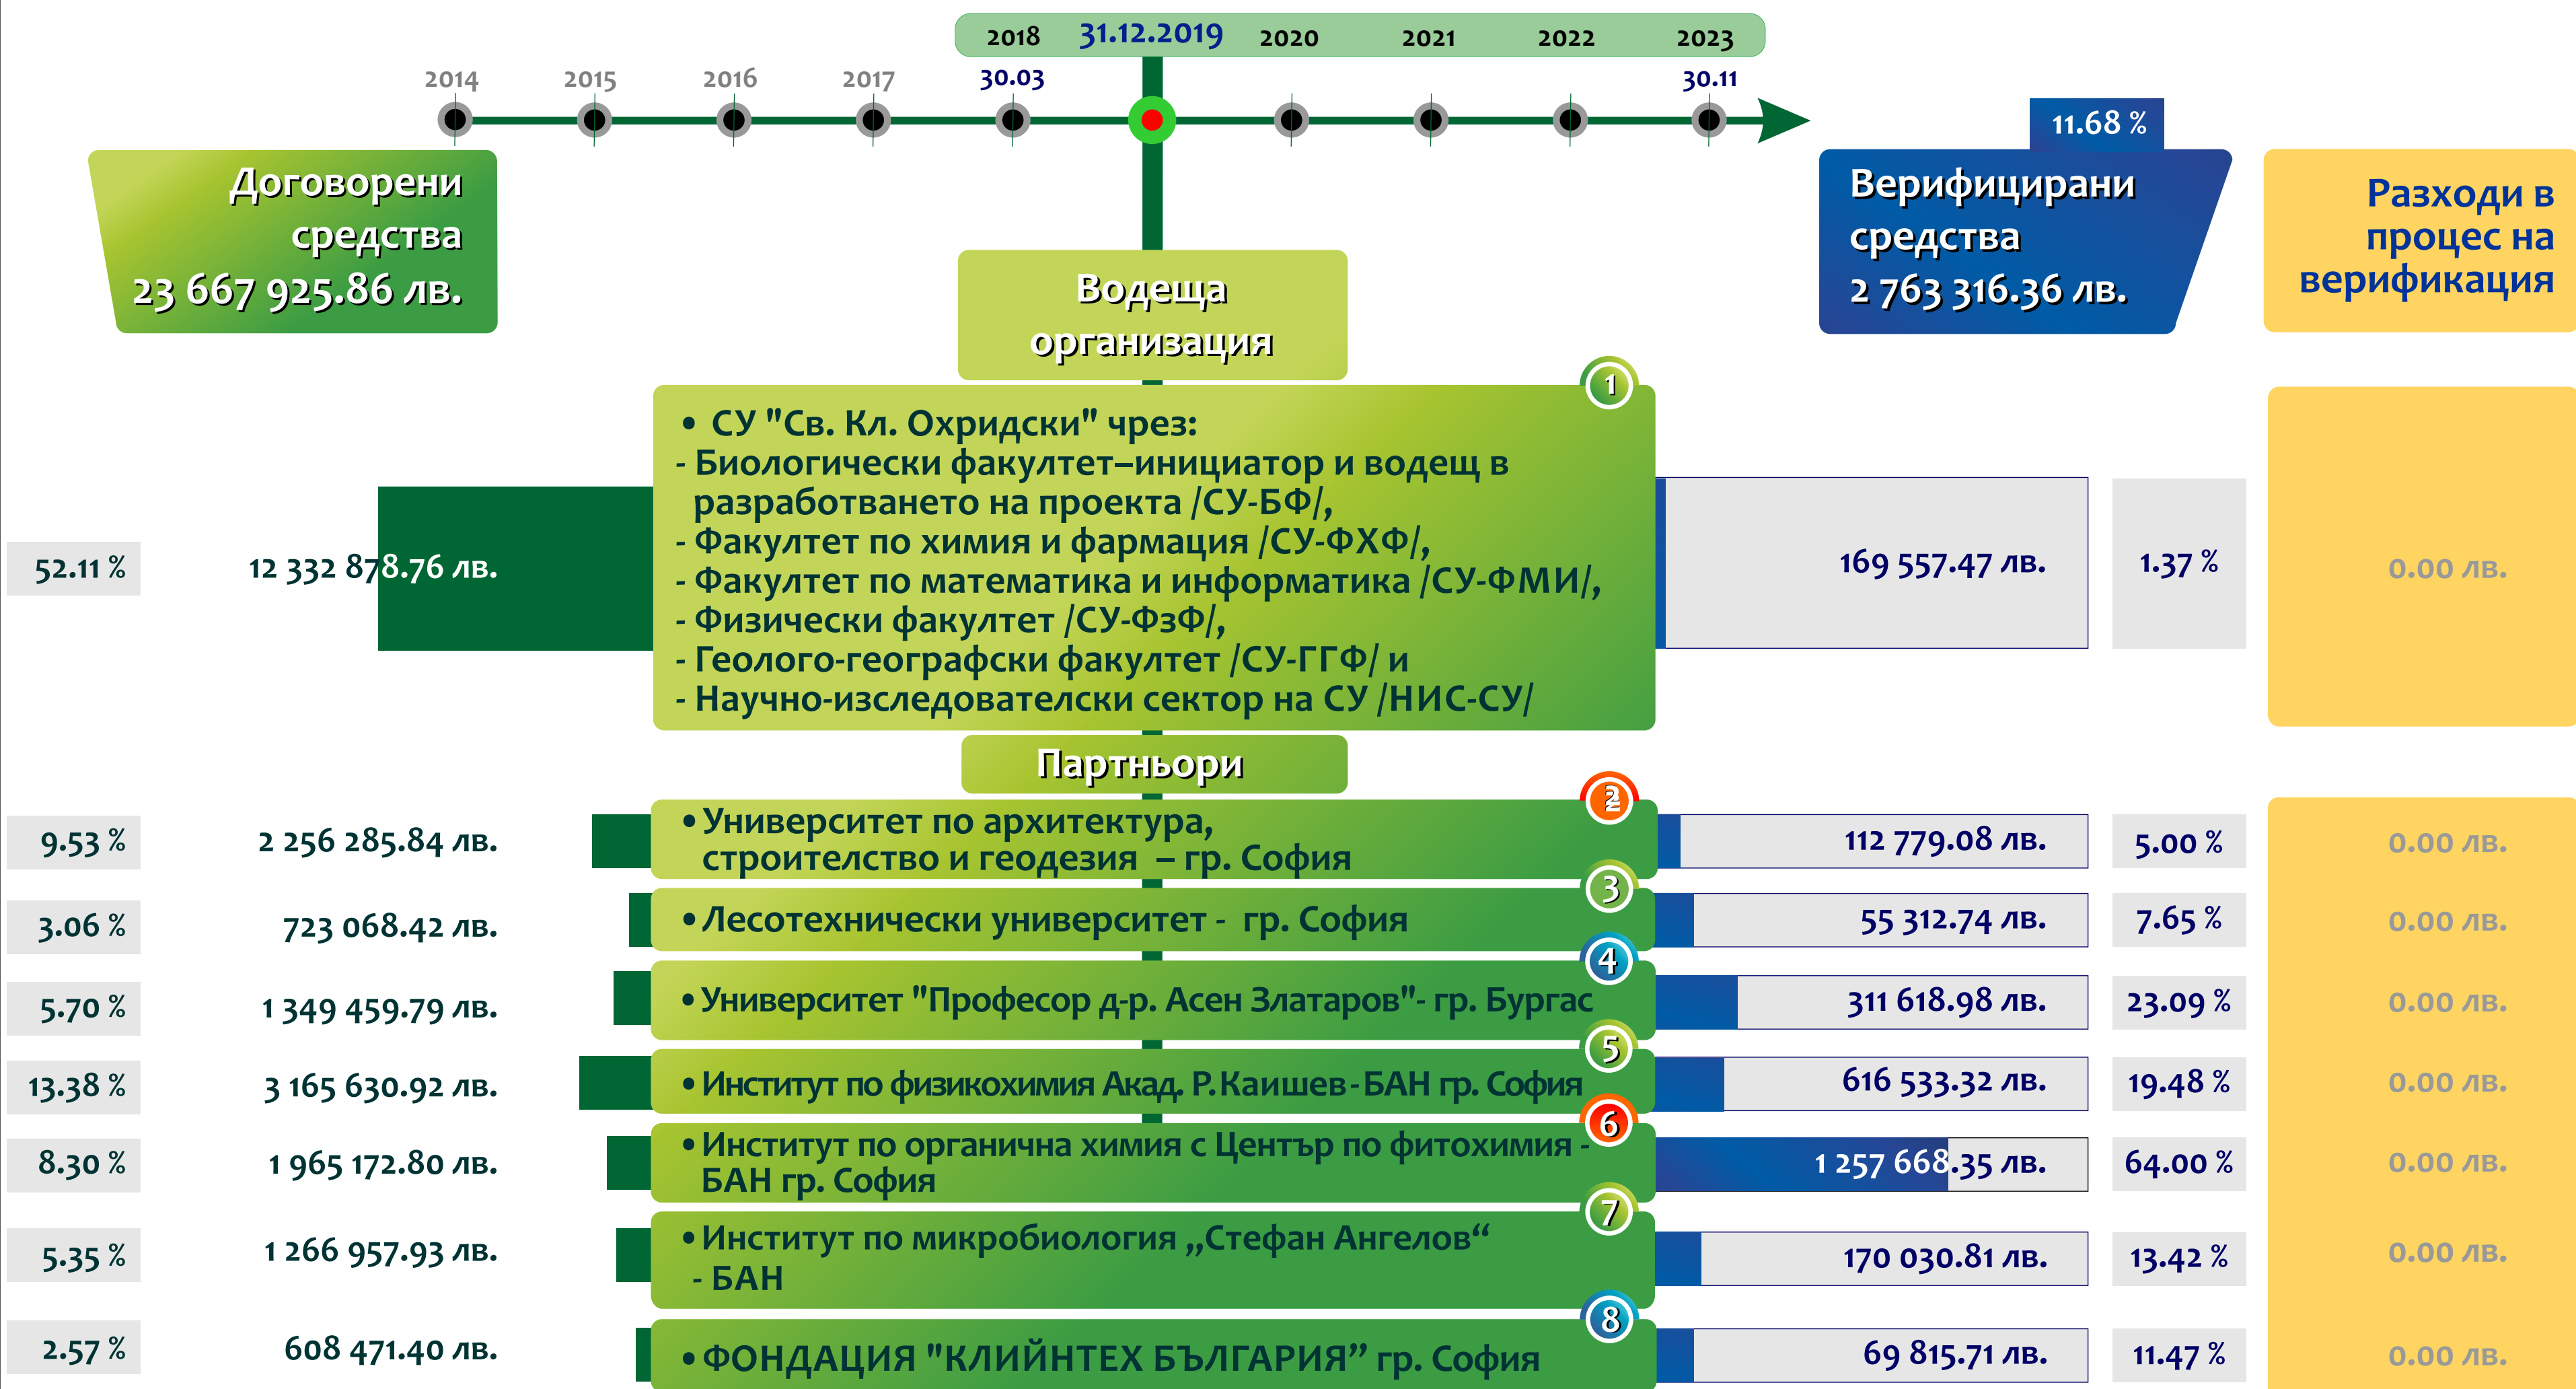 2018 31.12.2019 2020 2021 2022 2023
2014 2015 2016 2017 30.03 30.11
11.68 %
Договорени
средства
23 667 925.86 лв.
Водеща
организация
Верифицирани
средства
2 763 316.36 лв.
Разходи в
процес на
верификация
1
• СУ "Св. Кл. Охридски" чрез:
- Биологически факултет–инициатор и водещ в
разработването на проекта /СУ-БФ/,
- Факултет по химия и фармация /СУ-ФХФ/,
- Факултет по математика и информатика /СУ-ФМИ/,
- Физически факултет /СУ-ФзФ/,
- Геолого-географски факултет /СУ-ГГФ/ и
- Научно-изследователски сектор на СУ /НИС-СУ/
52.11 % 12 332 878.76 лв. 169 557.47 лв. 1.37 % 0.00 лв.
Партньори
2
• Университет по архитектура,
строителство и геодезия – гр. София
9.53 % 2 256 285.84 лв. 112 779.08 лв. 5.00 % 0.00 лв.
3
• Лесотехнически университет - гр. София
3.06 % 723 068.42 лв. 55 312.74 лв. 7.65 % 0.00 лв.
4
• Университет "Професор д-р. Асен Златаров"- гр. Бургас
5.70 % 1 349 459.79 лв. 311 618.98 лв. 23.09 % 0.00 лв.
5
• Институт по физикохимия Акад. Р.Каишев-БАН гр. София
13.38 % 3 165 630.92 лв. 616 533.32 лв. 19.48 % 0.00 лв.
6
• Институт по органична химия с Център по фитохимия -
БАН гр. София
8.30 % 1 965 172.80 лв. 1 257 668.35 лв. 64.00 % 0.00 лв.
7
• Институт по микробиология „Стефан Ангелов“
- БАН
5.35 % 1 266 957.93 лв. 170 030.81 лв. 13.42 % 0.00 лв.
8
• ФОНДАЦИЯ "КЛИЙНТЕХ БЪЛГАРИЯ” гр. София
2.57 % 608 471.40 лв. 69 815.71 лв. 11.47 % 0.00 лв.